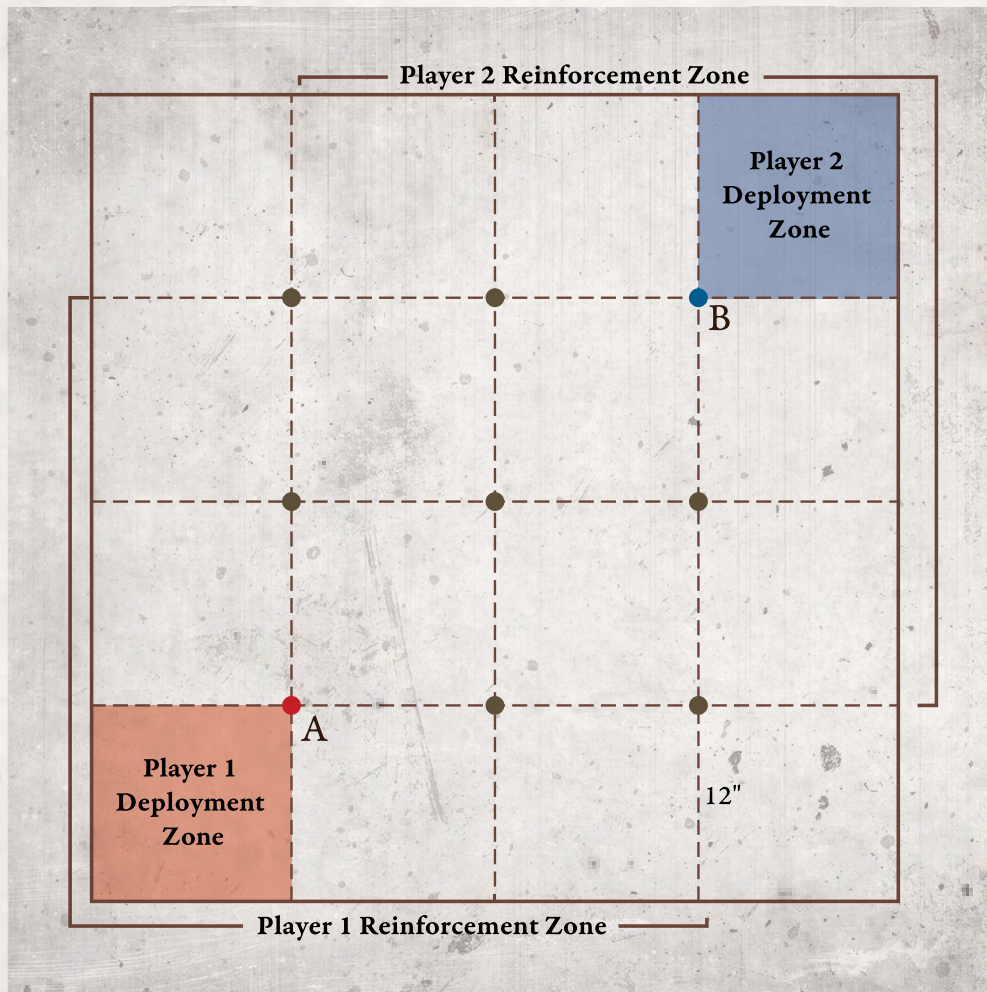 Player 2 Reinforcement Zone
Player 2
Deployment
Zone
B
A
Player 1
Deployment
Zone
12"
Player 1 Reinforcement Zone